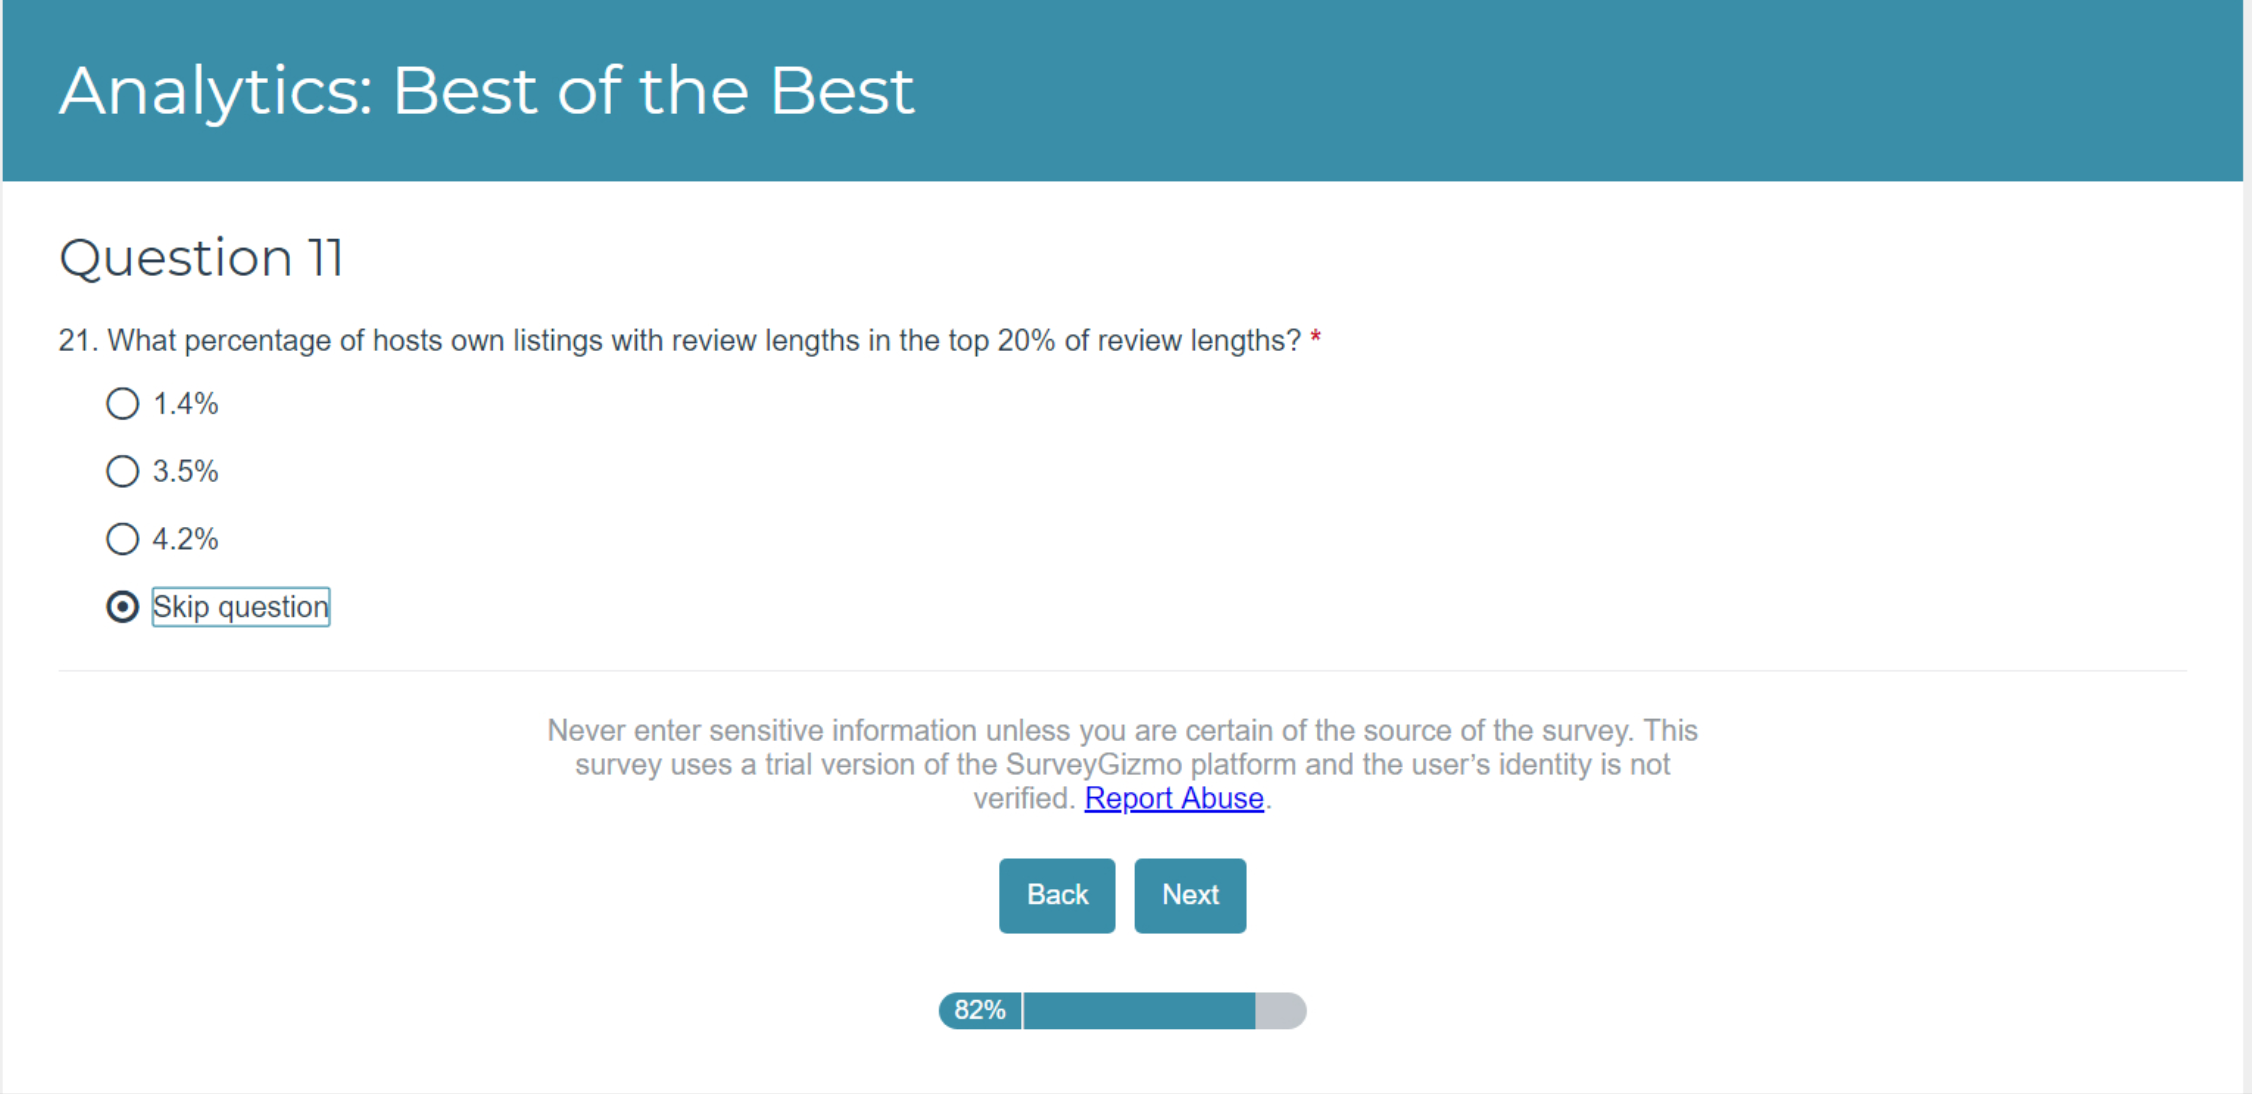 Analytics: Best of the Best
Question 11
21. What percentage of hosts own listings with review lengths in the top 20% of review lengths? *
1.4%
3.5%
4.2%
Skip question
Never enter sensitive information unless you are certain of the source of the survey. This
survey uses a trial version of the SurveyGizmo platform and the user’s identity is not
verified. Report Abuse.
Back Next
82%